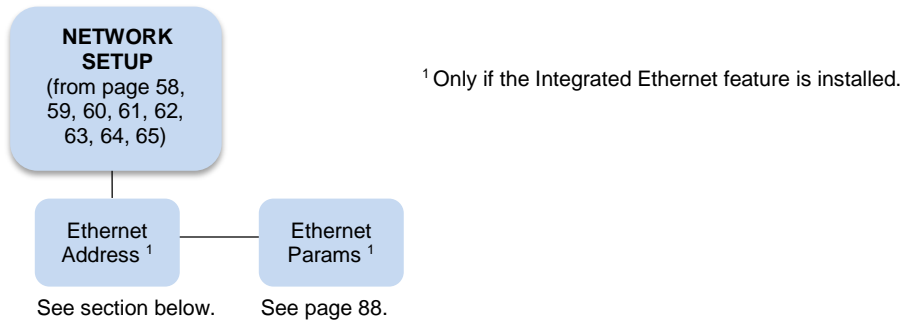 NETWORK
SETUP
(from page 58,
59, 60, 61, 62,
63, 64, 65)
¹ Only if the Integrated Ethernet feature is installed.
Ethernet
Address ¹
Ethernet
Params ¹
See section below.
See page 88.